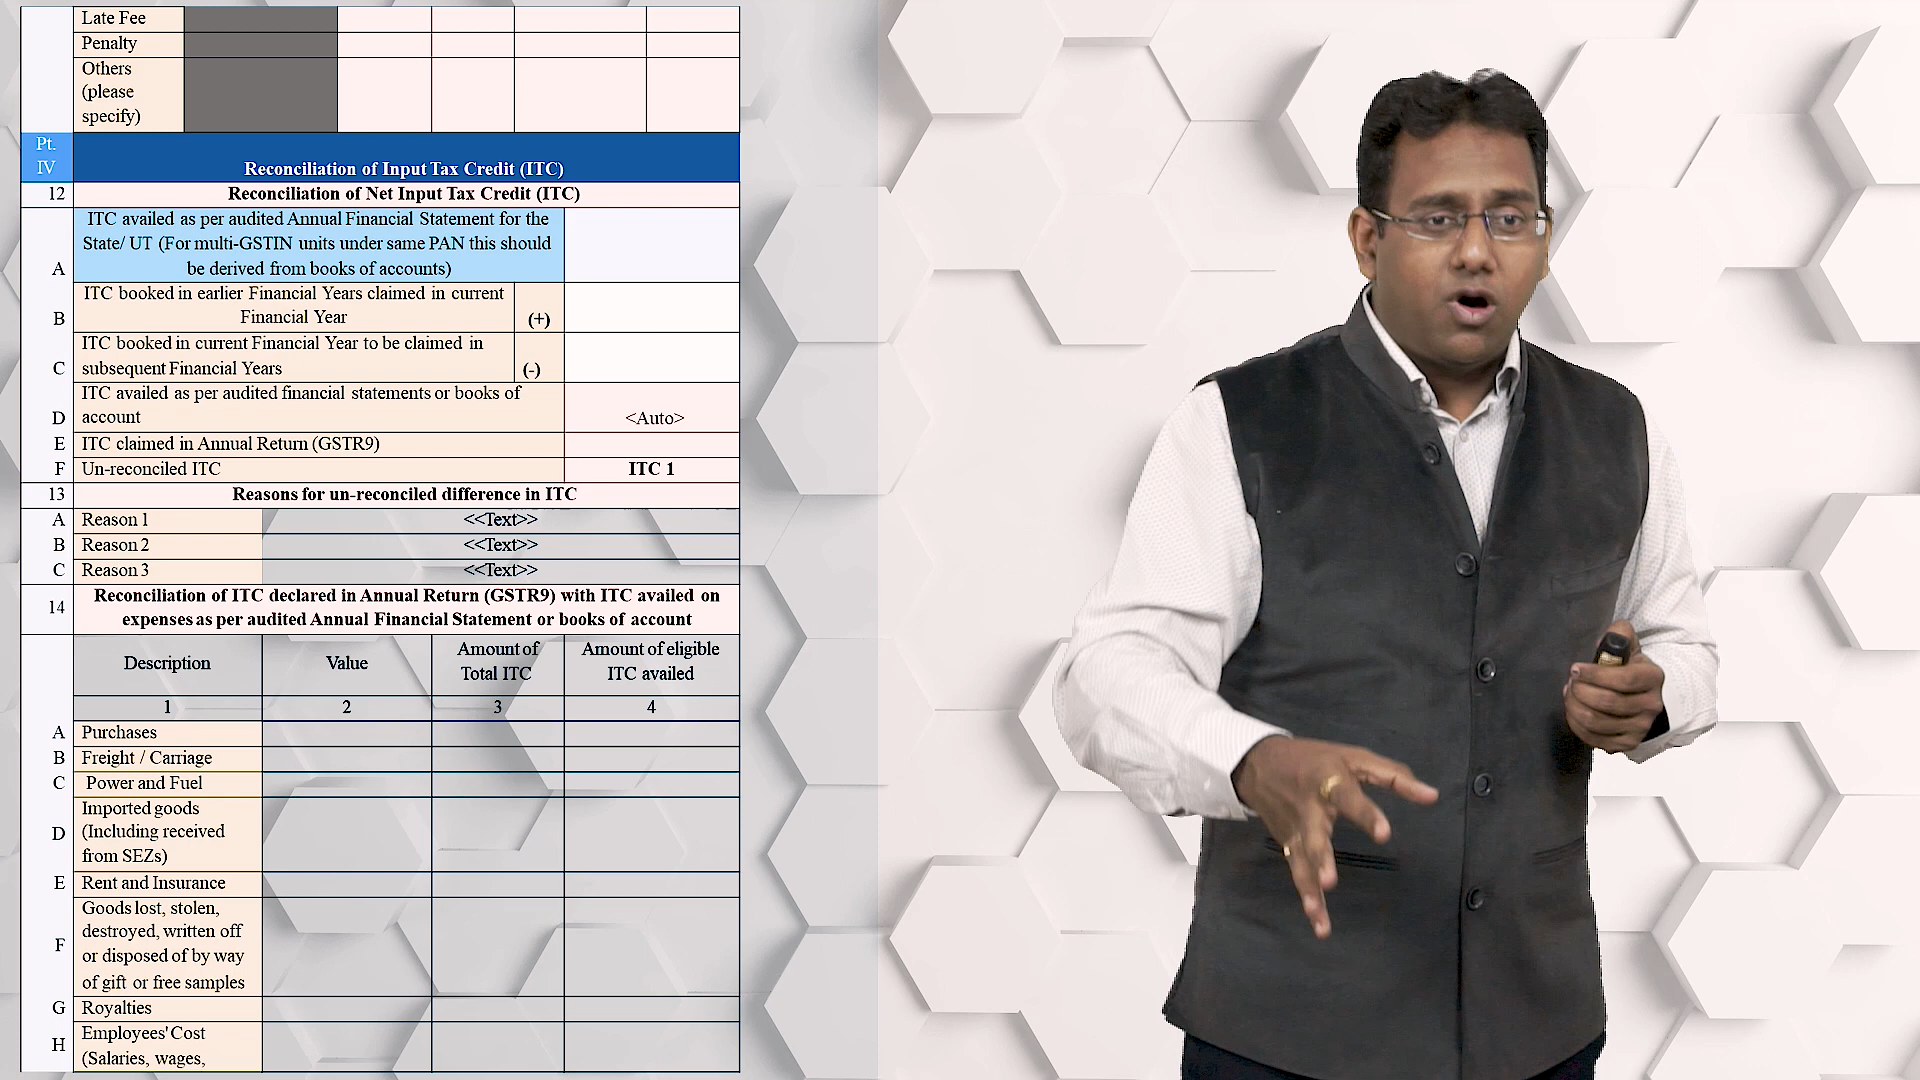 Late Fee
Penalty
Others
(please
specify)
Pt.
IV
Reconciliation of Input Tax Credit (ITC)
12 Reconciliation of Net Input Tax Credit (ITC)
ITC availed as per audited Annual Financial Statement for the
State/ UT (For multi-GSTIN units under same PAN this should
A be derived from books of accounts)
ITC booked in earlier Financial Years claimed in current
B Financial Year (+)
ITC booked in current Financial Year to be claimed in
C subsequent Financial Years (-)
ITC availed as per audited financial statements or books of
D account <Auto>
E ITC claimed in Annual Return (GSTR9)
F Un-reconciled ITC ITC 1
13 Reasons for un-reconciled difference in ITC
A Reason 1 <<Text>>
B Reason 2 <<Text>>
C Reason 3 <<Text>>
14 Reconciliation of ITC declared in Annual Return (GSTR9) with ITC availed on
expenses as per audited Annual Financial Statement or books of account
Description Value Amount of Total ITC Amount of eligible ITC availed
1 2 3 4
A Purchases
B Freight / Carriage
C Power and Fuel
Imported goods
D (Including received
from SEZs)
E Rent and Insurance
Goods lost, stolen,
destroyed, written off
F or disposed of by way
of gift or free samples
G Royalties
Employees' Cost
H (Salaries, wages,